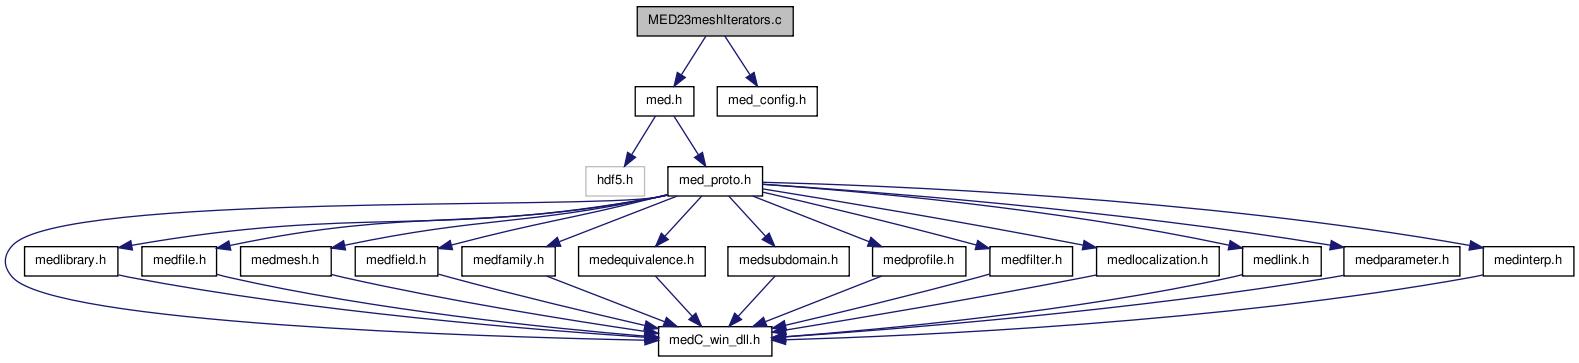 MED23meshIterators.c
med.h
med_config.h
hdf5.h
med_proto.h
medlibrary.h
medfile.h
medmesh.h
medfield.h
medfamily.h
medequivalence.h
medsubdomain.h
medprofile.h
medfilter.h
medlocalization.h
medlink.h
medparameter.h
medinterp.h
medC_win_dll.h